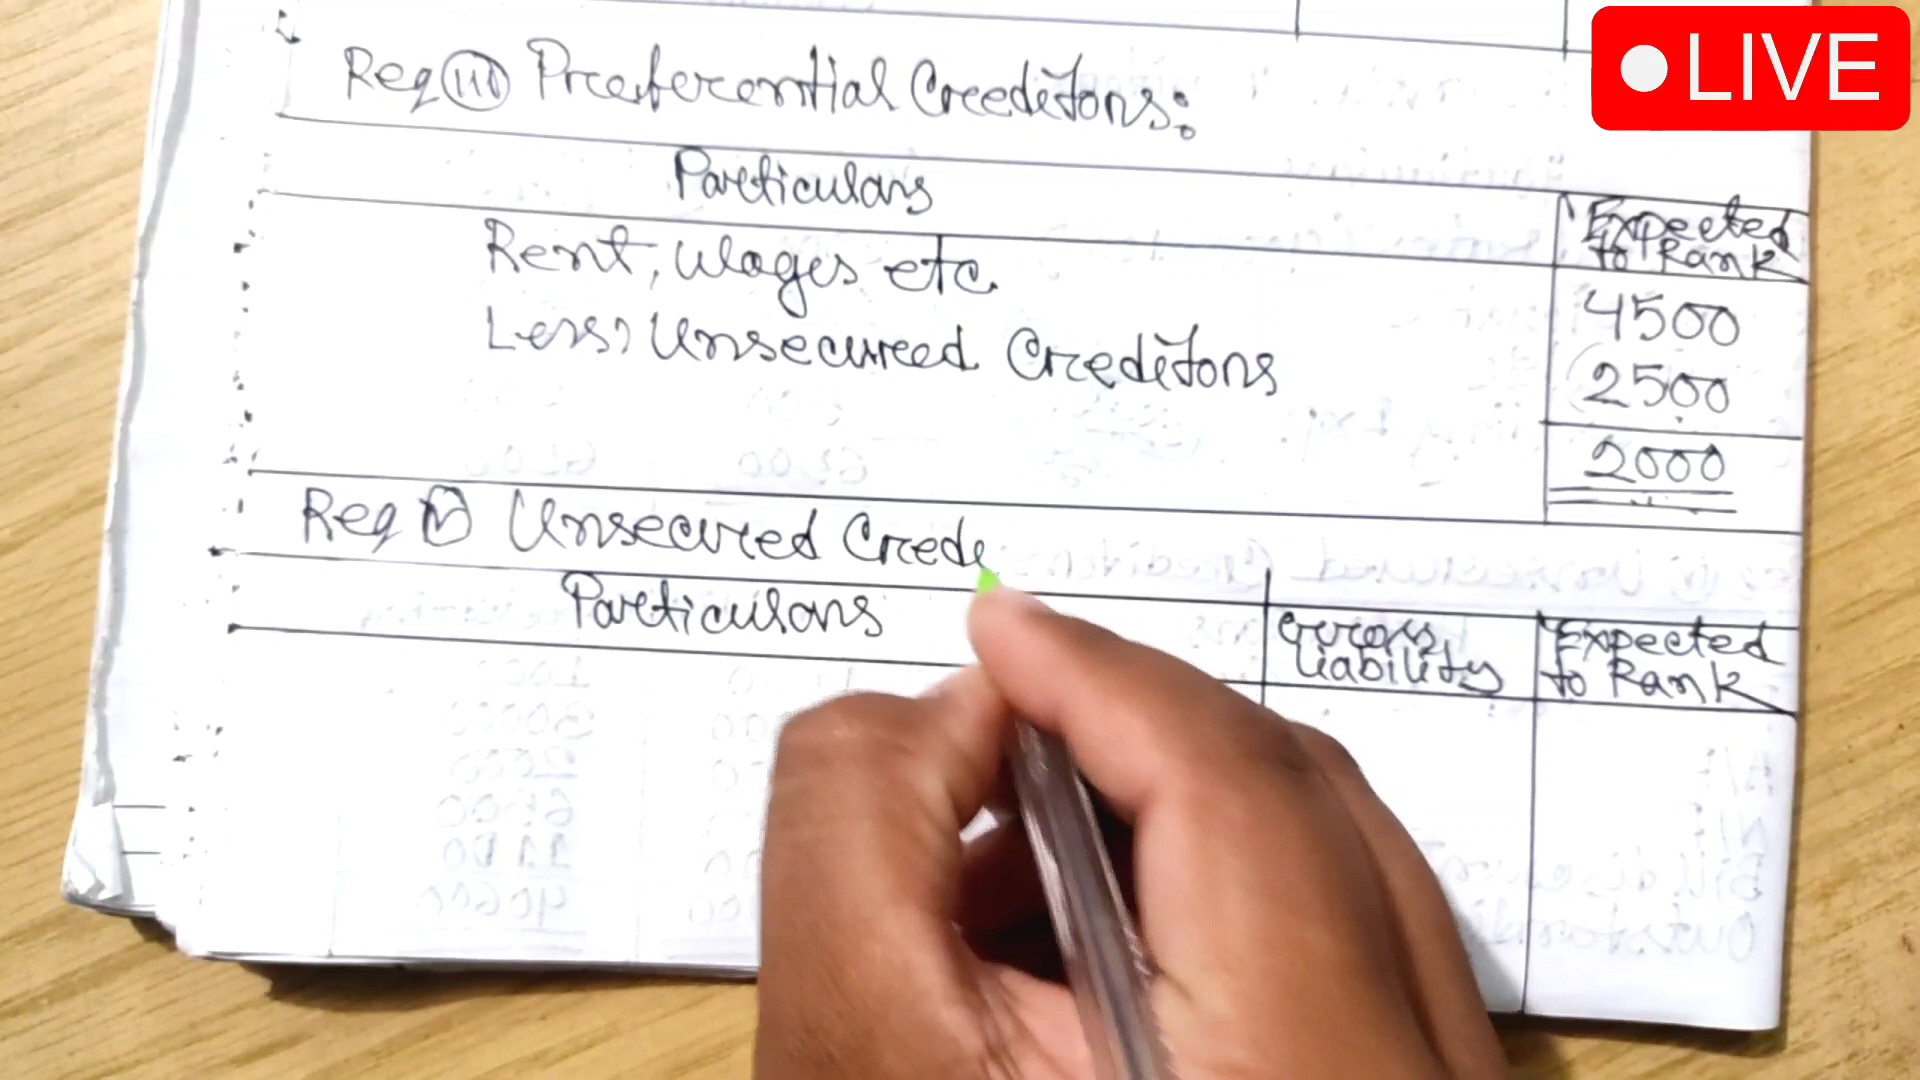 LIVE
Req (iii) Preferential Creditors:
Particulars
Expected to Rank
Rent, Wages etc. 4500
Less: Unsecured Creditors 2500
2000
Req (iv) Unsecured Crede
Particulars
Gross Liability
Expected to Rank